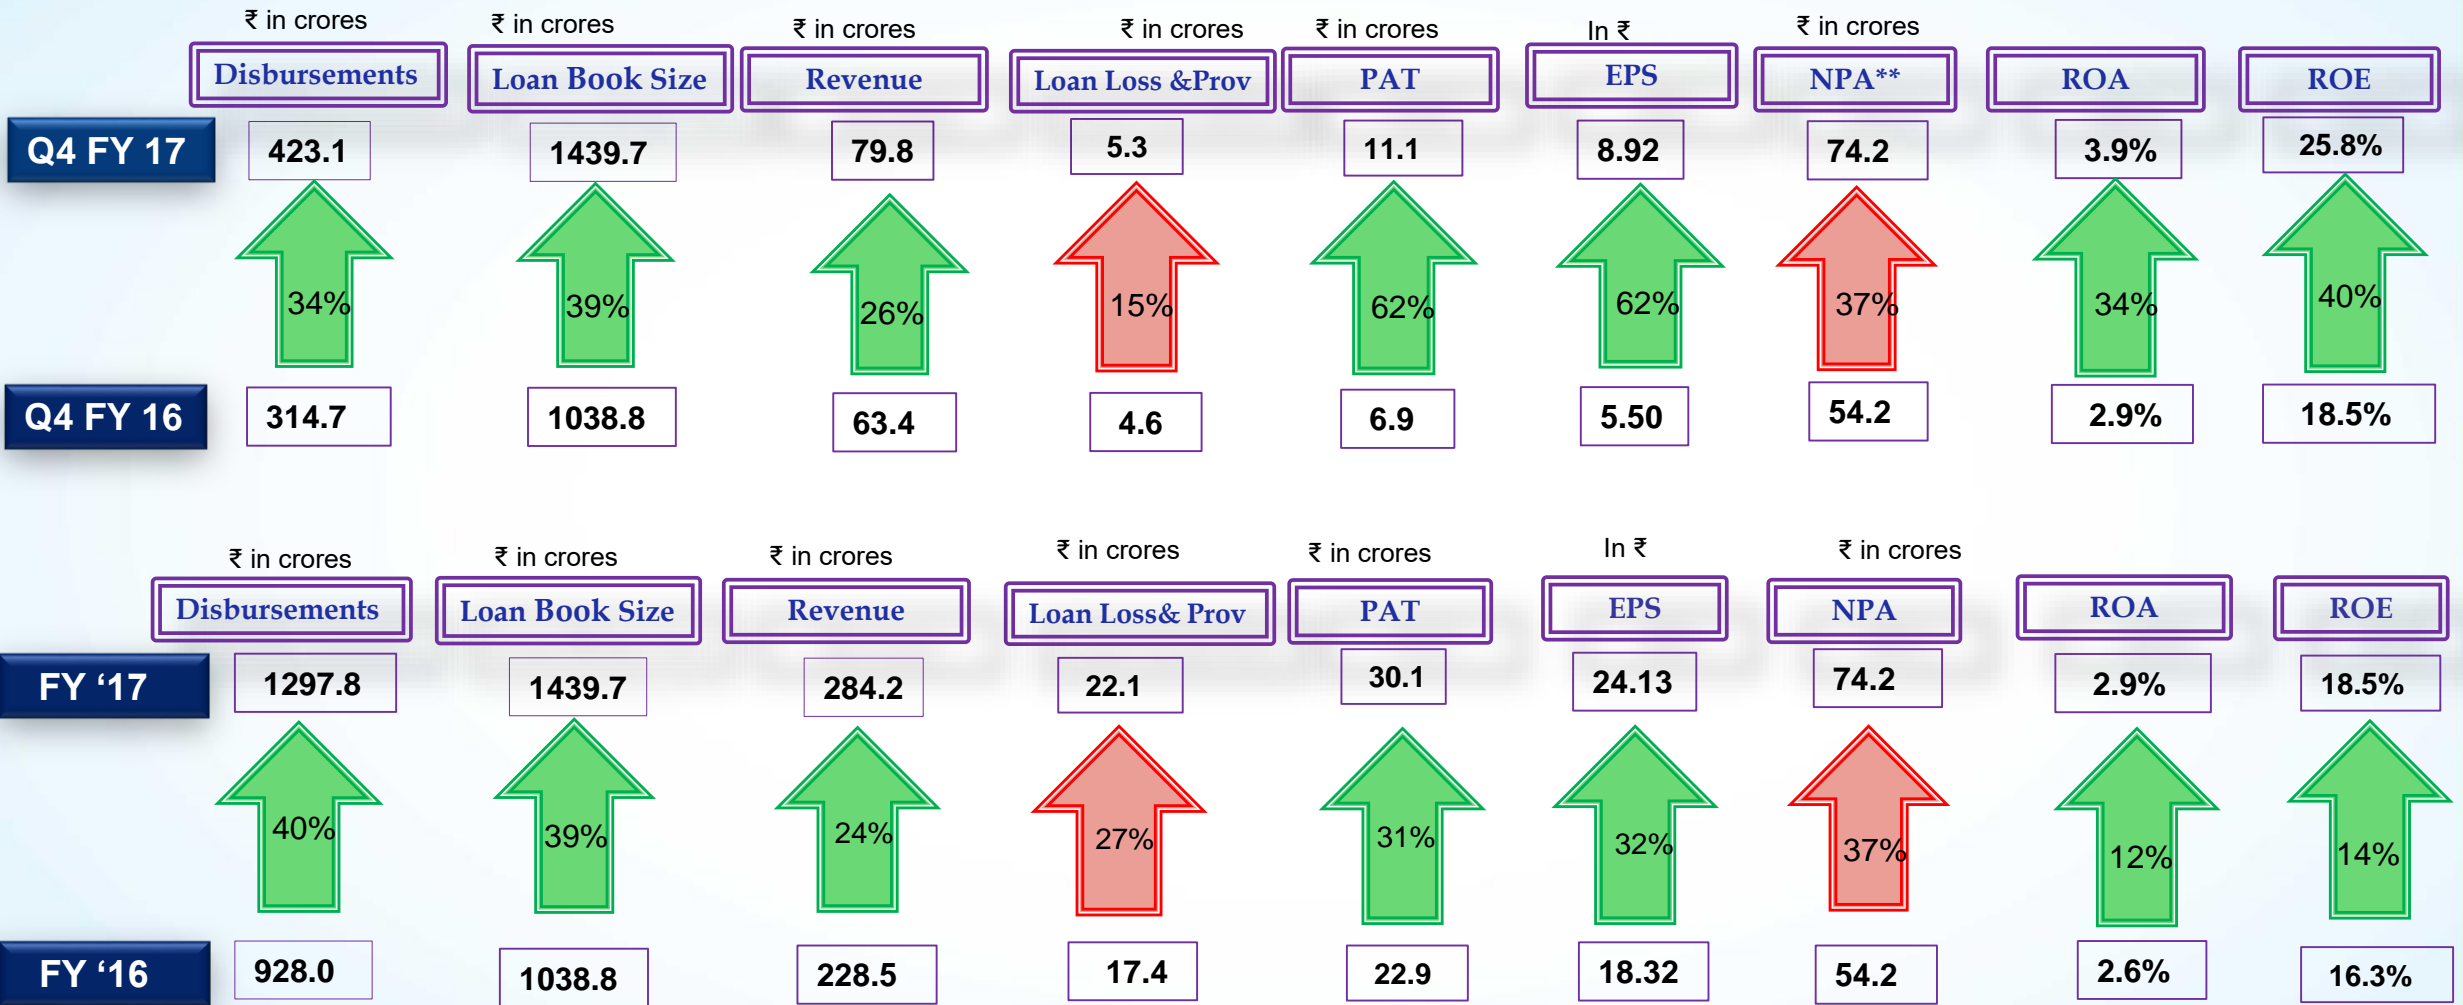 ₹ in crores ₹ in crores ₹ in crores ₹ in crores ₹ in crores In ₹ ₹ in crores
Disbursements Loan Book Size Revenue Loan Loss &Prov PAT EPS NPA** ROA ROE
Q4 FY 17 423.1 1439.7 79.8 5.3 11.1 8.92 74.2 3.9% 25.8%
34% 39% 26% 15% 62% 62% 37% 34% 40%
Q4 FY 16 314.7 1038.8 63.4 4.6 6.9 5.50 54.2 2.9% 18.5%
₹ in crores ₹ in crores ₹ in crores ₹ in crores ₹ in crores In ₹ ₹ in crores
Disbursements Loan Book Size Revenue Loan Loss& Prov PAT EPS NPA ROA ROE
FY ‘17 1297.8 1439.7 284.2 22.1 30.1 24.13 74.2 2.9% 18.5%
40% 39% 24% 27% 31% 32% 37% 12% 14%
FY ‘16 928.0 1038.8 228.5 17.4 22.9 18.32 54.2 2.6% 16.3%